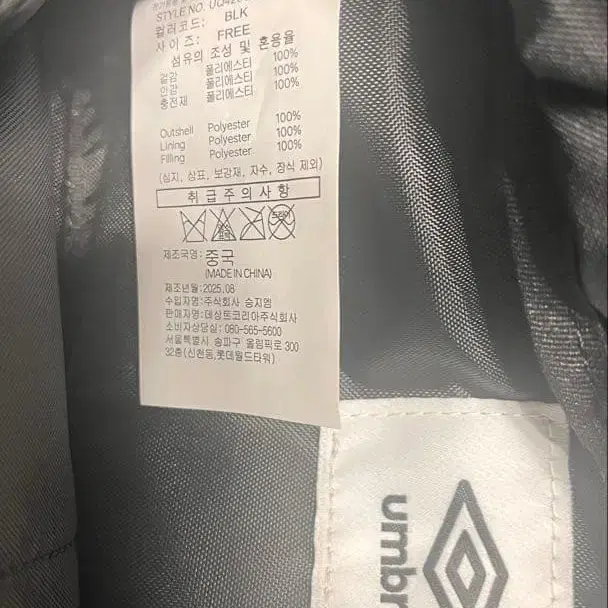 STYLE NO.
컬러코드: BLK
사 이 즈: FREE
섬유의 조성 및 혼용율
겉감 폴리에스터 100%
안감 폴리에스터 100%
충전재 폴리에스터 100%
Outshell Polyester 100%
Lining Polyester 100%
Filling Polyester 100%
(심지, 상표, 보강재, 자수, 장식 제외)
취 급 주 의 사 항
제조국명: 중국
(MADE IN CHINA)
제조년월: 2025.08
수입자명: 주식회사 승지엠
판매자명: 데상트코리아주식회사
소비자상담실: 080-565-6600
서울특별시 송파구 올림픽로 300
32층(신천동,롯데월드타워)
umbr